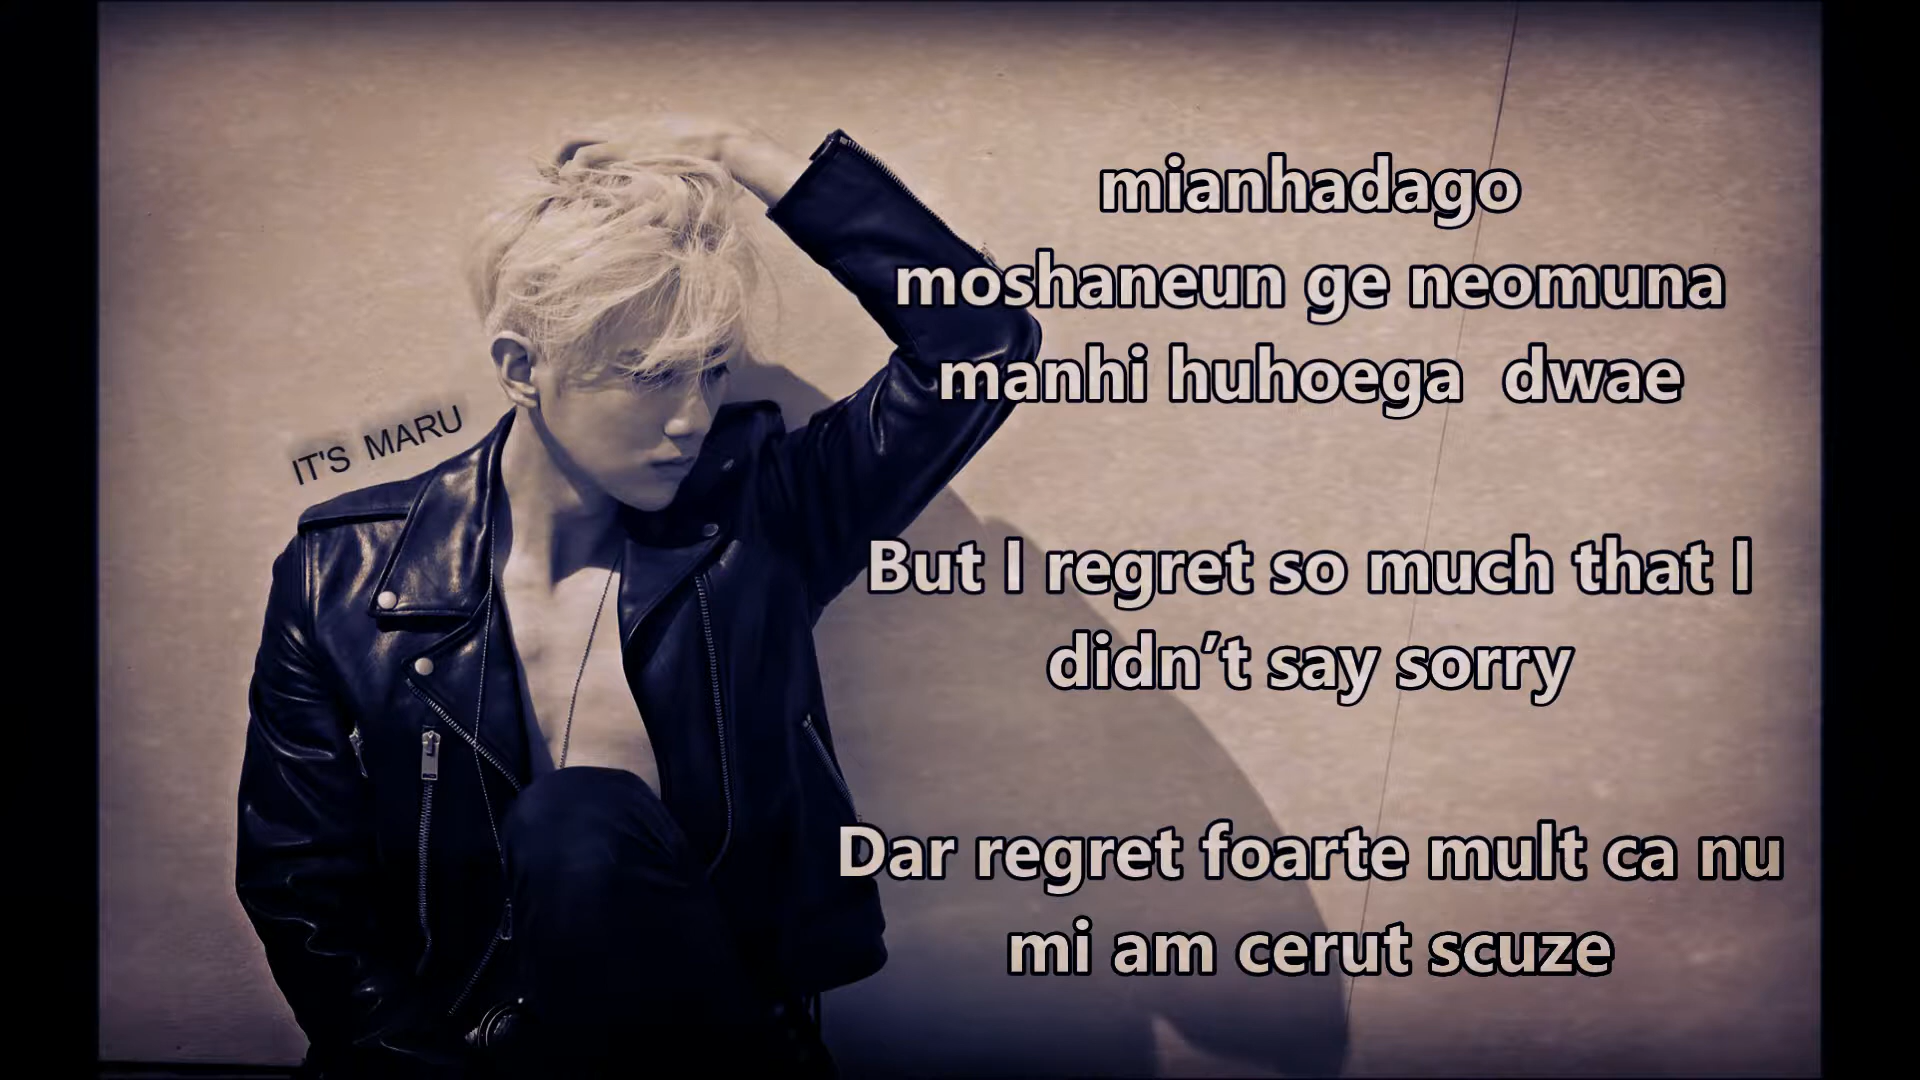 IT'S MARU
mianhadago
moshaneun ge neomuna
manhi huhoega dwae
But I regret so much that I
didn't say sorry
Dar regret foarte mult ca nu
mi am cerut scuze